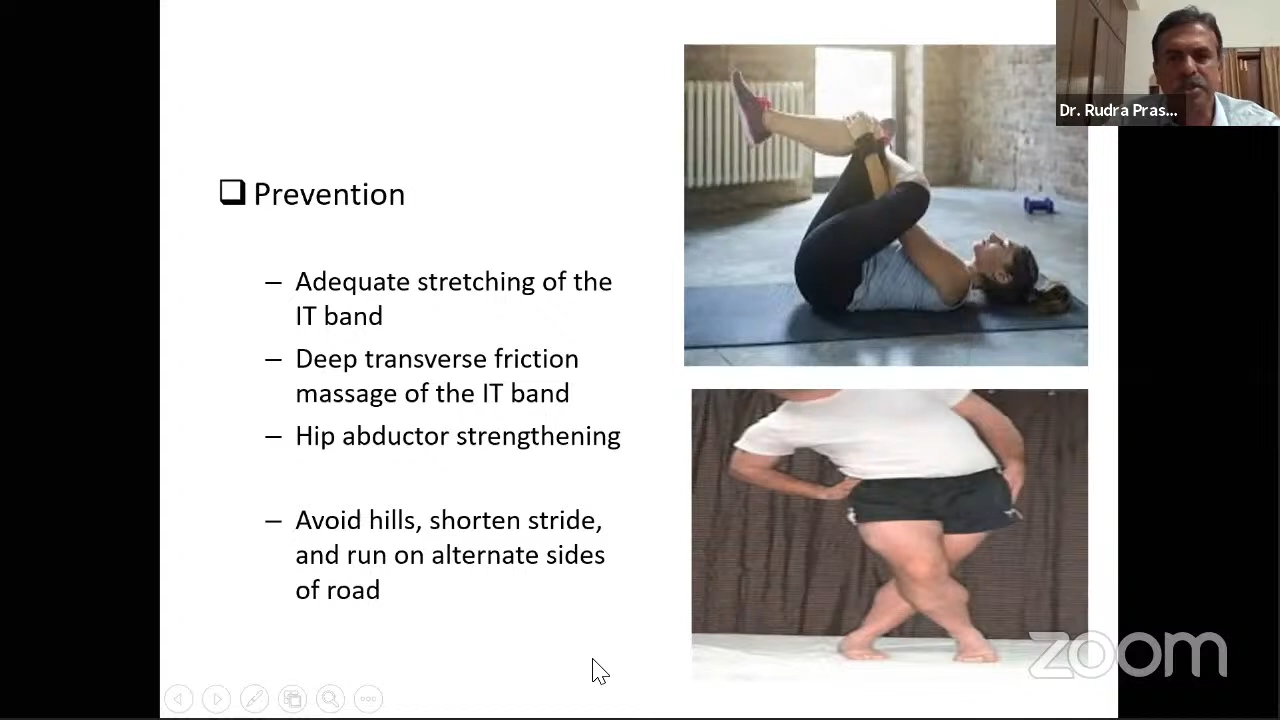 Dr. Rudra Pras...
Prevention
– Adequate stretching of the
IT band
– Deep transverse friction
massage of the IT band
– Hip abductor strengthening
– Avoid hills, shorten stride,
and run on alternate sides
of road
zoom